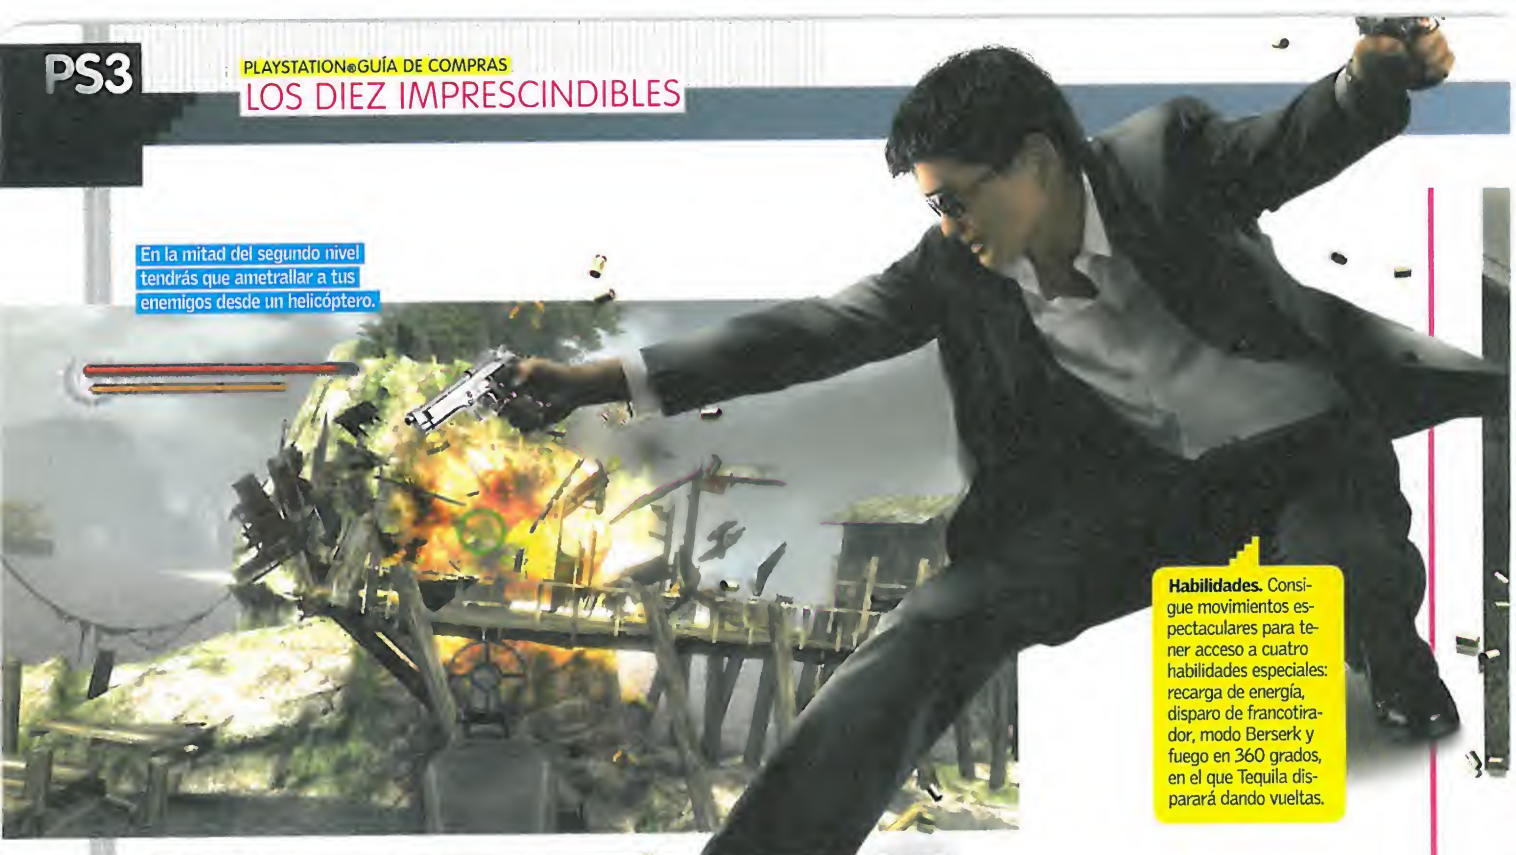 PS3
PLAYSTATION®GUÍA DE COMPRAS
LOS DIEZ IMPRESCINDIBLES
En la mitad del segundo nivel
tendrás que ametrallar a tus
enemigos desde un helicóptero.
Habilidades. Consi-
gue movimientos es-
pectaculares para te-
ner acceso a cuatro
habilidades especiales:
recarga de energía,
disparo de francotira-
dor, modo Berserk y
fuego en 360 grados,
en el que Tequila dis-
parará dando vueltas.